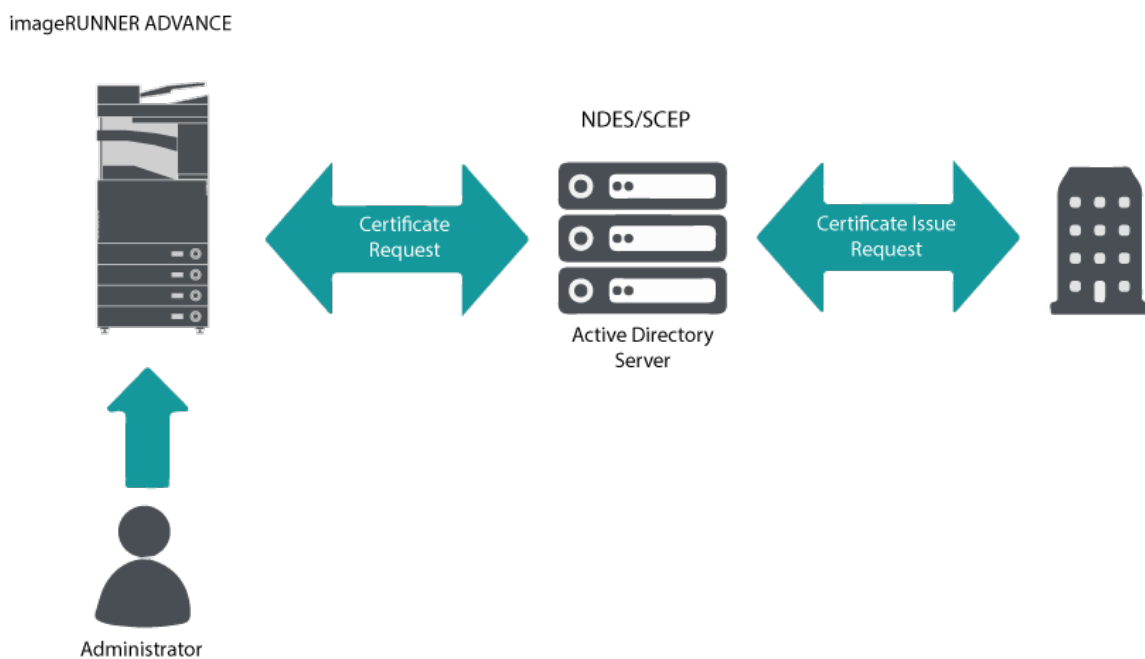 imageRUNNER ADVANCE
NDES/SCEP
Certificate
Request
Certificate Issue
Request
Active Directory
Server
Administrator